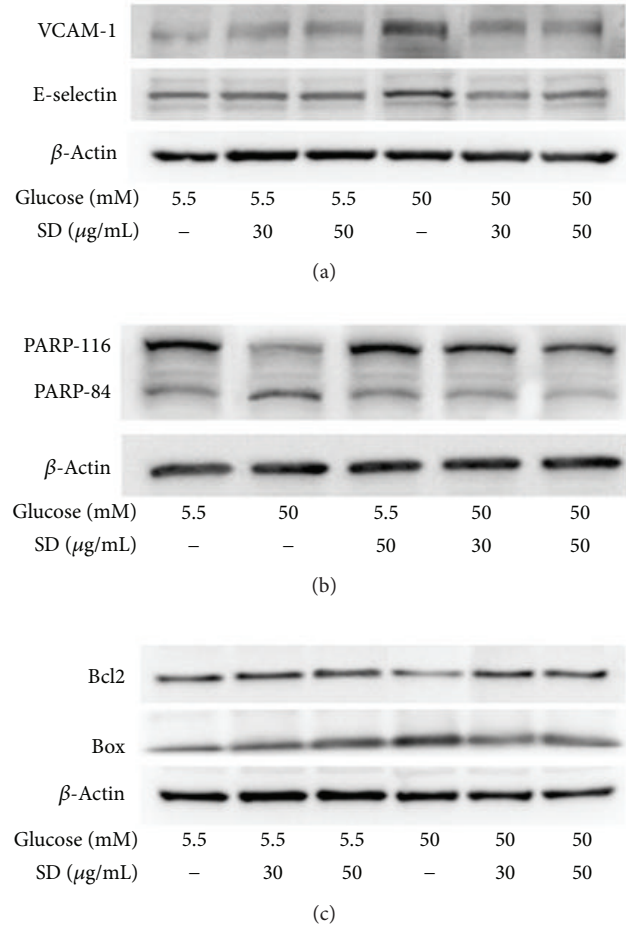 VCAM-1
E-selectin
β-Actin
Glucose (mM) 5.5 5.5 5.5 50 50 50
SD (μg/mL) – 30 50 – 30 50
(a)
PARP-116
PARP-84
β-Actin
Glucose (mM) 5.5 50 5.5 50 50
SD (μg/mL) – – 50 30 50
(b)
Bcl2
Box
β-Actin
Glucose (mM) 5.5 5.5 5.5 50 50 50
SD (μg/mL) – 30 50 – 30 50
(c)